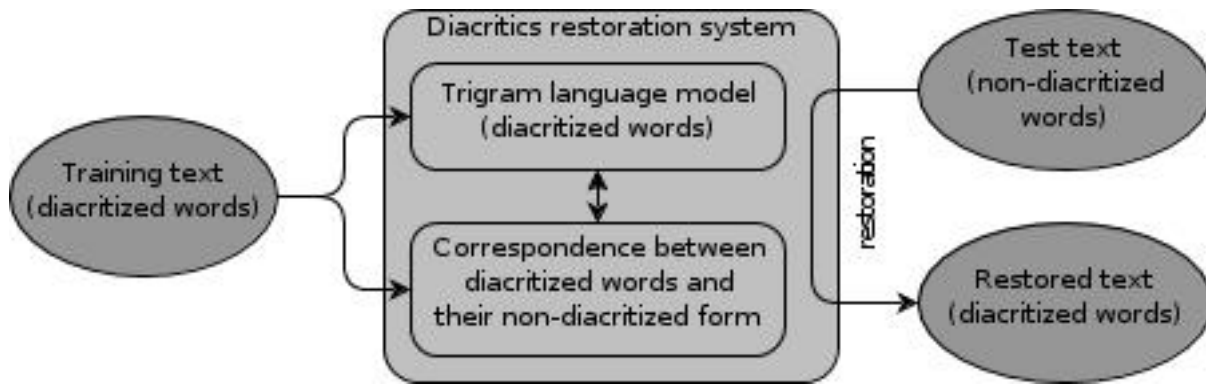 Diacritics restoration system
Trigram language model
(diacritized words)
Training text
(diacritized words)
Correspondence between
diacritized words and
their non-diacritized form
Test text
(non-diacritized
words)
restoration
Restored text
(diacritized words)